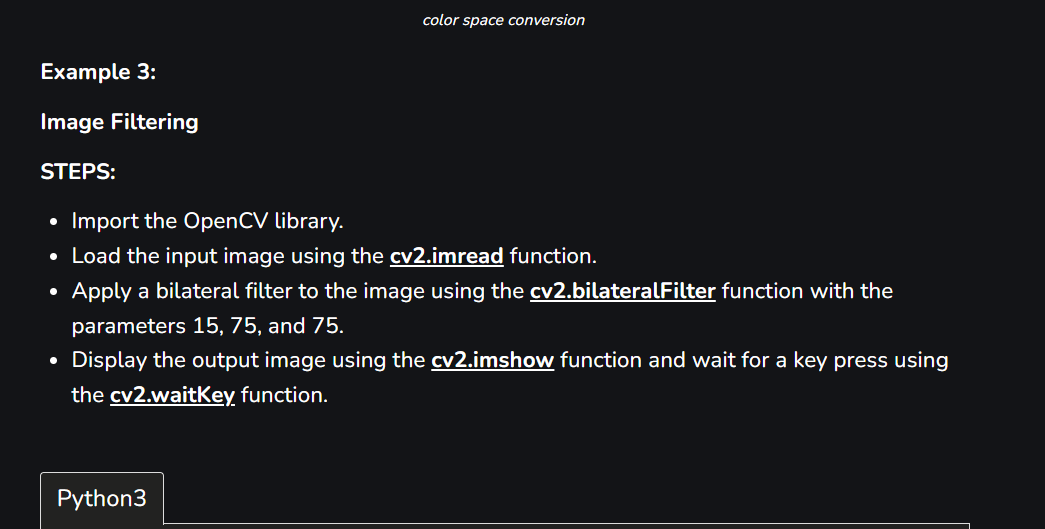 color space conversion
Example 3:
Image Filtering
STEPS:
• Import the OpenCV library.
• Load the input image using the cv2.imread function.
• Apply a bilateral filter to the image using the cv2.bilateralFilter function with the
parameters 15, 75, and 75.
• Display the output image using the cv2.imshow function and wait for a key press using
the cv2.waitKey function.
Python3